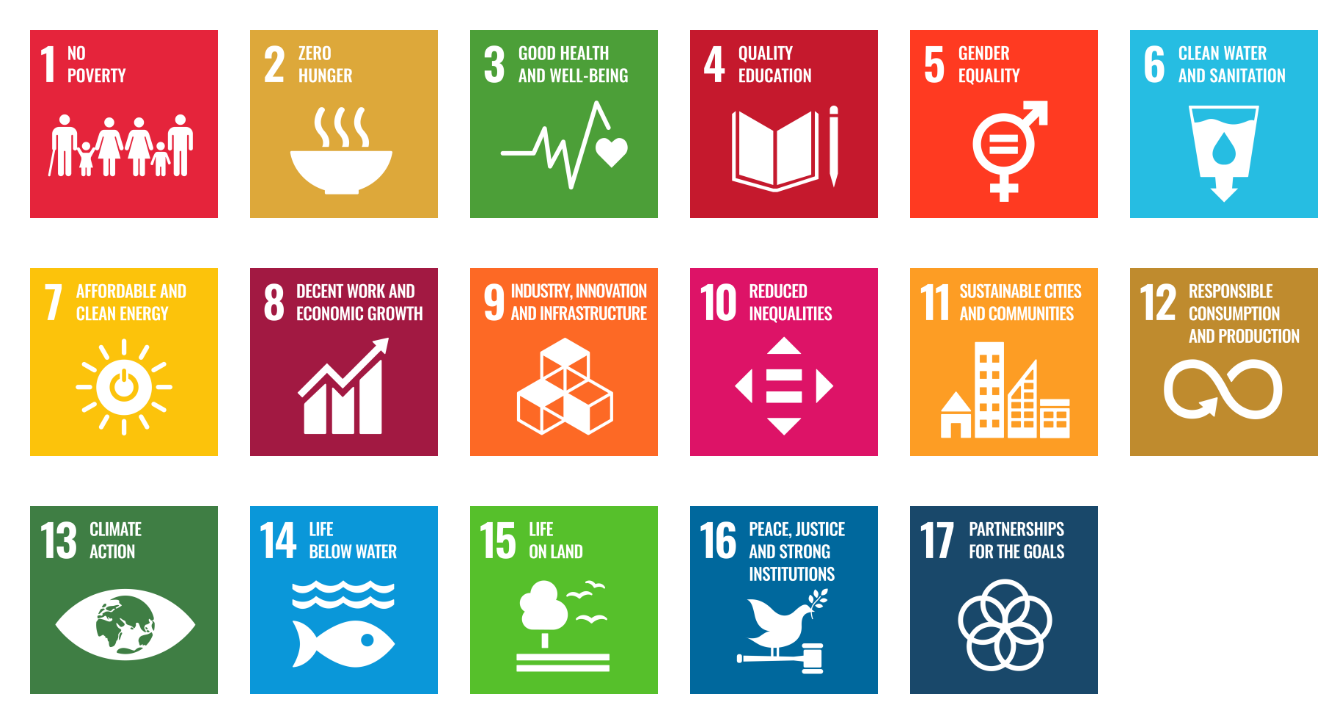 1 NO
POVERTY
2 ZERO
HUNGER
3 GOOD HEALTH
AND WELL-BEING
4 QUALITY
EDUCATION
5 GENDER
EQUALITY
6 CLEAN WATER
AND SANITATION
7 AFFORDABLE AND
CLEAN ENERGY
8 DECENT WORK AND
ECONOMIC GROWTH
9 INDUSTRY, INNOVATION
AND INFRASTRUCTURE
10 REDUCED
INEQUALITIES
11 SUSTAINABLE CITIES
AND COMMUNITIES
12 RESPONSIBLE
CONSUMPTION
AND PRODUCTION
13 CLIMATE
ACTION
14 LIFE
BELOW WATER
15 LIFE
ON LAND
16 PEACE, JUSTICE
AND STRONG
INSTITUTIONS
17 PARTNERSHIPS
FOR THE GOALS